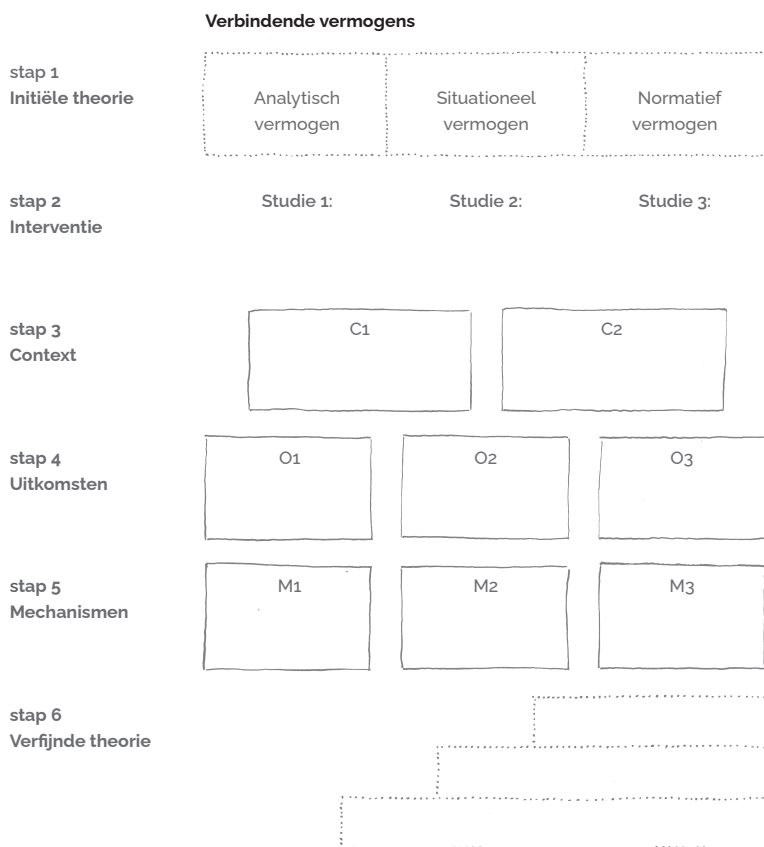 Verbindende vermogens
stap 1
Initiële theorie
Analytisch
vermogen
Situationeel
vermogen
Normatief
vermogen
stap 2
Interventie
Studie 1:
Studie 2:
Studie 3:
stap 3
Context
C1
C2
stap 4
Uitkomsten
O1
O2
O3
stap 5
Mechanismen
M1
M2
M3
stap 6
Verfijnde theorie